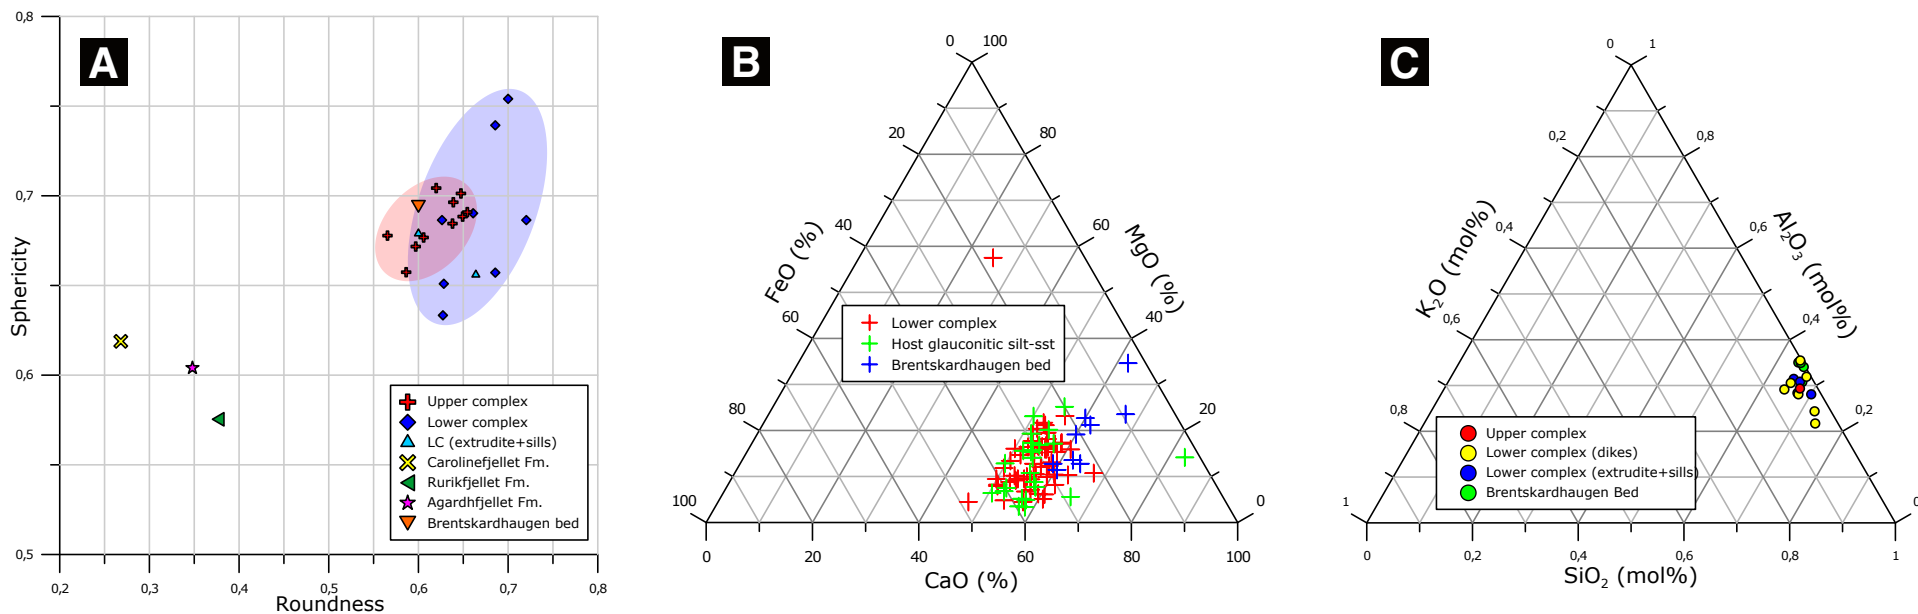 A
0,8
0,7
0,6
0,5
Sphericity
0,2
0,3
0,4
0,5
0,6
0,7
0,8
Roundness
Upper complex
Lower complex
LC (extrudite+sills)
Carolinefjellet Fm.
Rurikfjellet Fm.
Agardhfjellet Fm.
Brentskardhaugen bed
B
0 100
20 80
40 60
60 40
80 20
100 0
FeO (%)
MgO (%)
Lower complex
Host glauconitic silt-sst
Brentskardhaugen bed
0 20 40 60 80 100
CaO (%)
C
0 1
0,2 0,8
0,4 0,6
0,6 0,4
0,8 0,2
1 0
K₂O (mol%)
Al₂O₃ (mol%)
Upper complex
Lower complex (dikes)
Lower complex (extrudite+sills)
Brentskardhaugen Bed
0 0,2 0,4 0,6 0,8 1
SiO₂ (mol%)